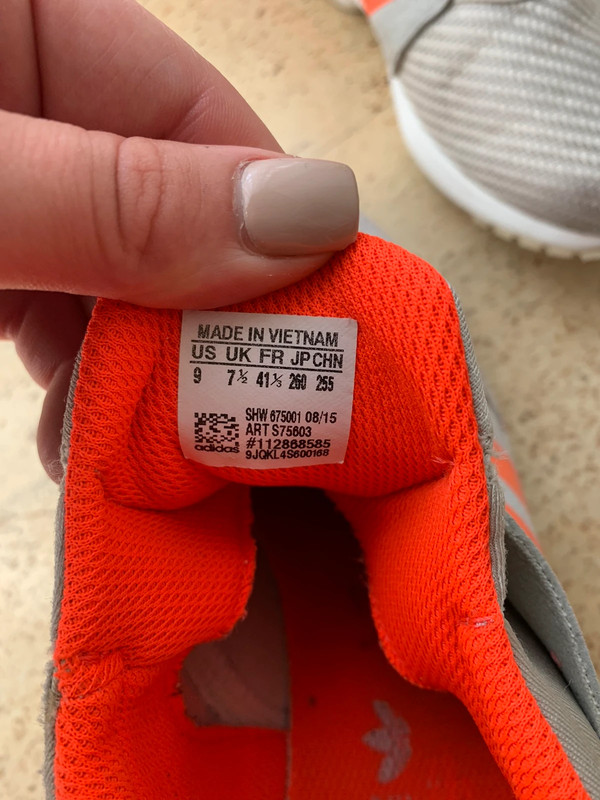 MADE IN VIETNAM
US UK FR JP CHN
9 7½ 41⅓ 260 255
SHW 675001 08/15
ART S75603
#112868585
adidas 9JQKL4S600168